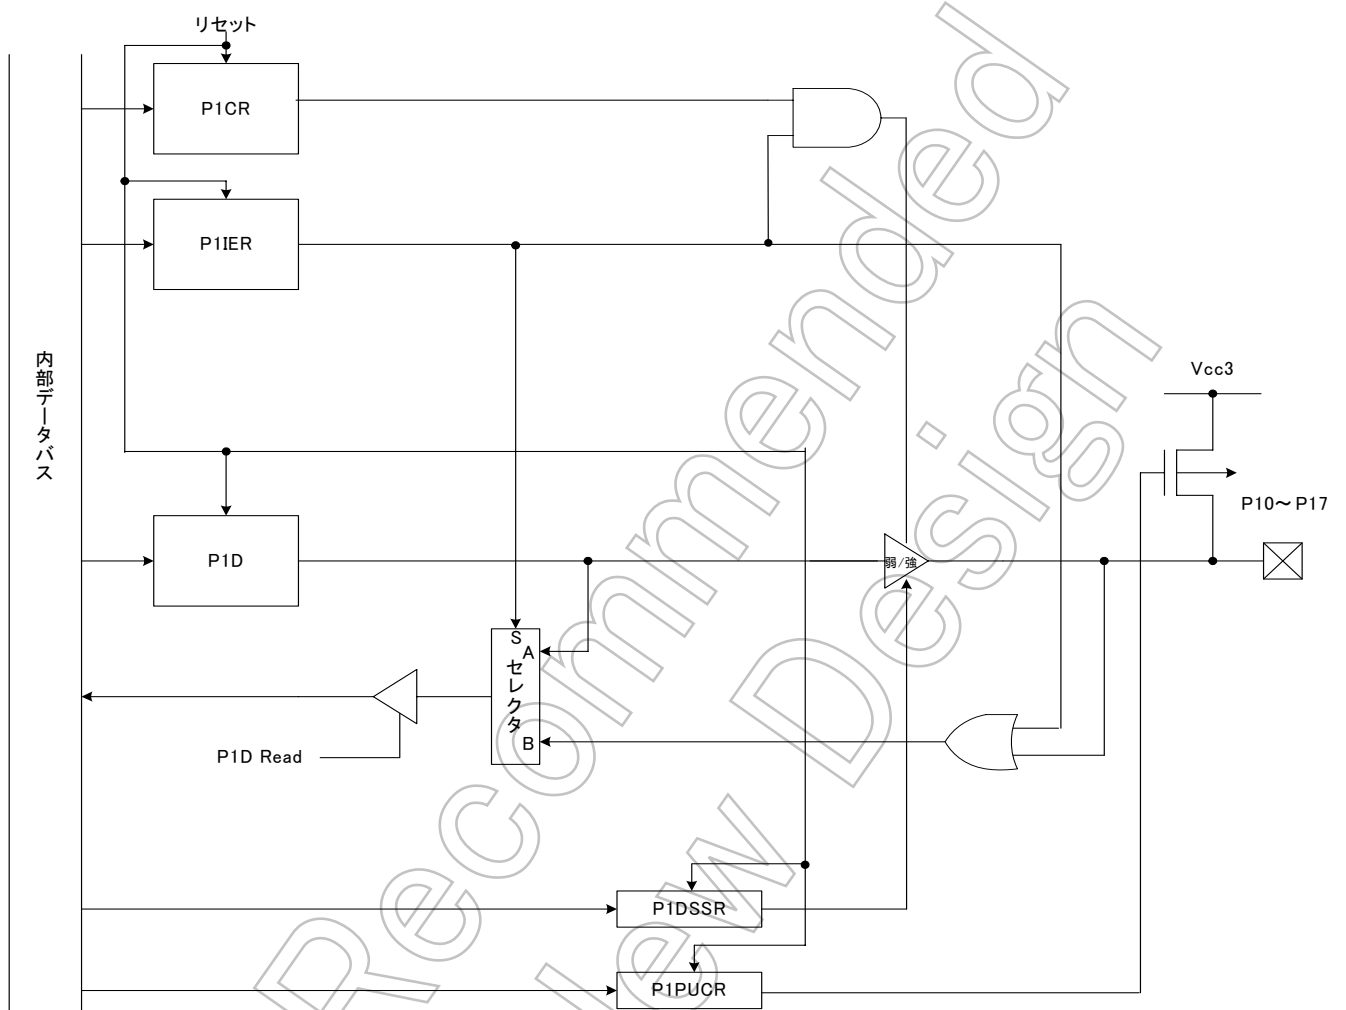 リセット
P1CR
P1IER
内部データバス
Vcc3
P10～P17
P1D
弱/強
S
A
セレクタ
B
P1D Read
P1DSSR
P1PUCR
Recommended
ew Design